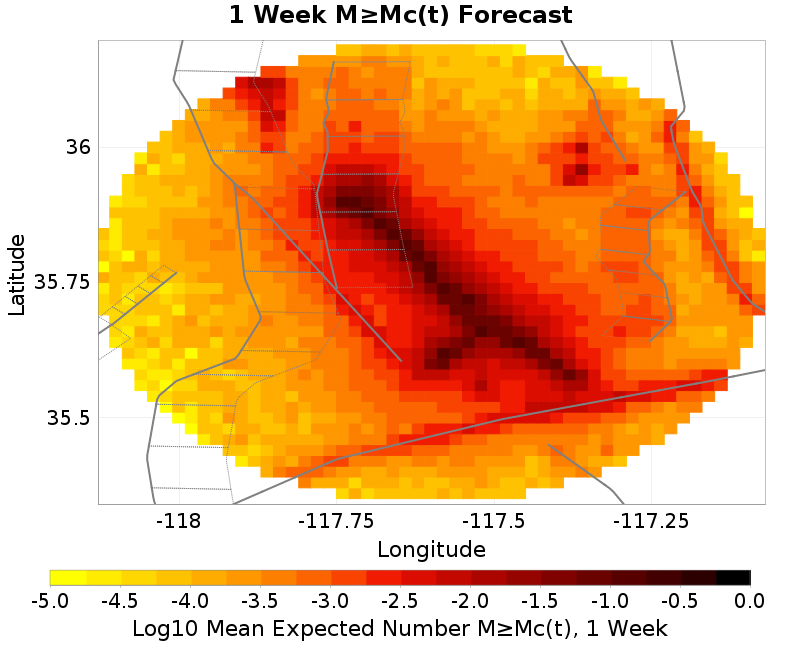 1 Week M≥Mc(t) Forecast
36
35.75
35.5
Latitude
-118 -117.75 -117.5 -117.25
Longitude
-5.0 -4.5 -4.0 -3.5 -3.0 -2.5 -2.0 -1.5 -1.0 -0.5 0.0
Log10 Mean Expected Number M≥Mc(t), 1 Week